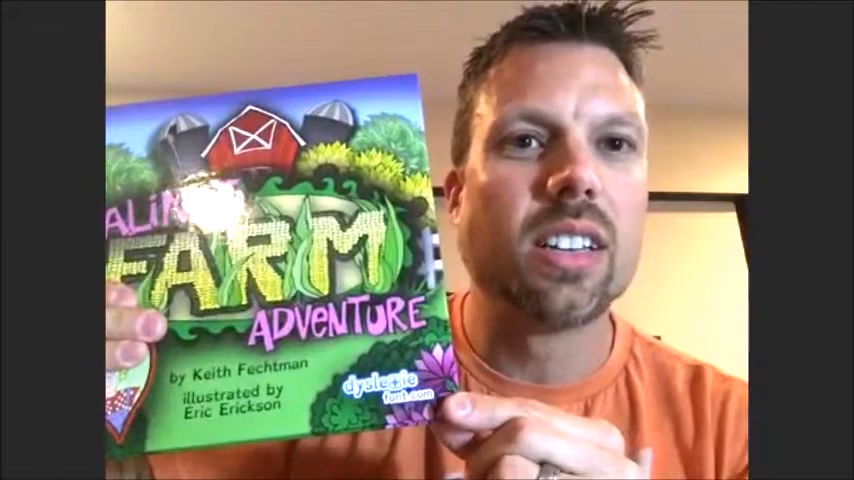 FARM
ADVENTURE
by Keith Fechtman
illustrated by
Eric Erickson
dyslexie
font.com